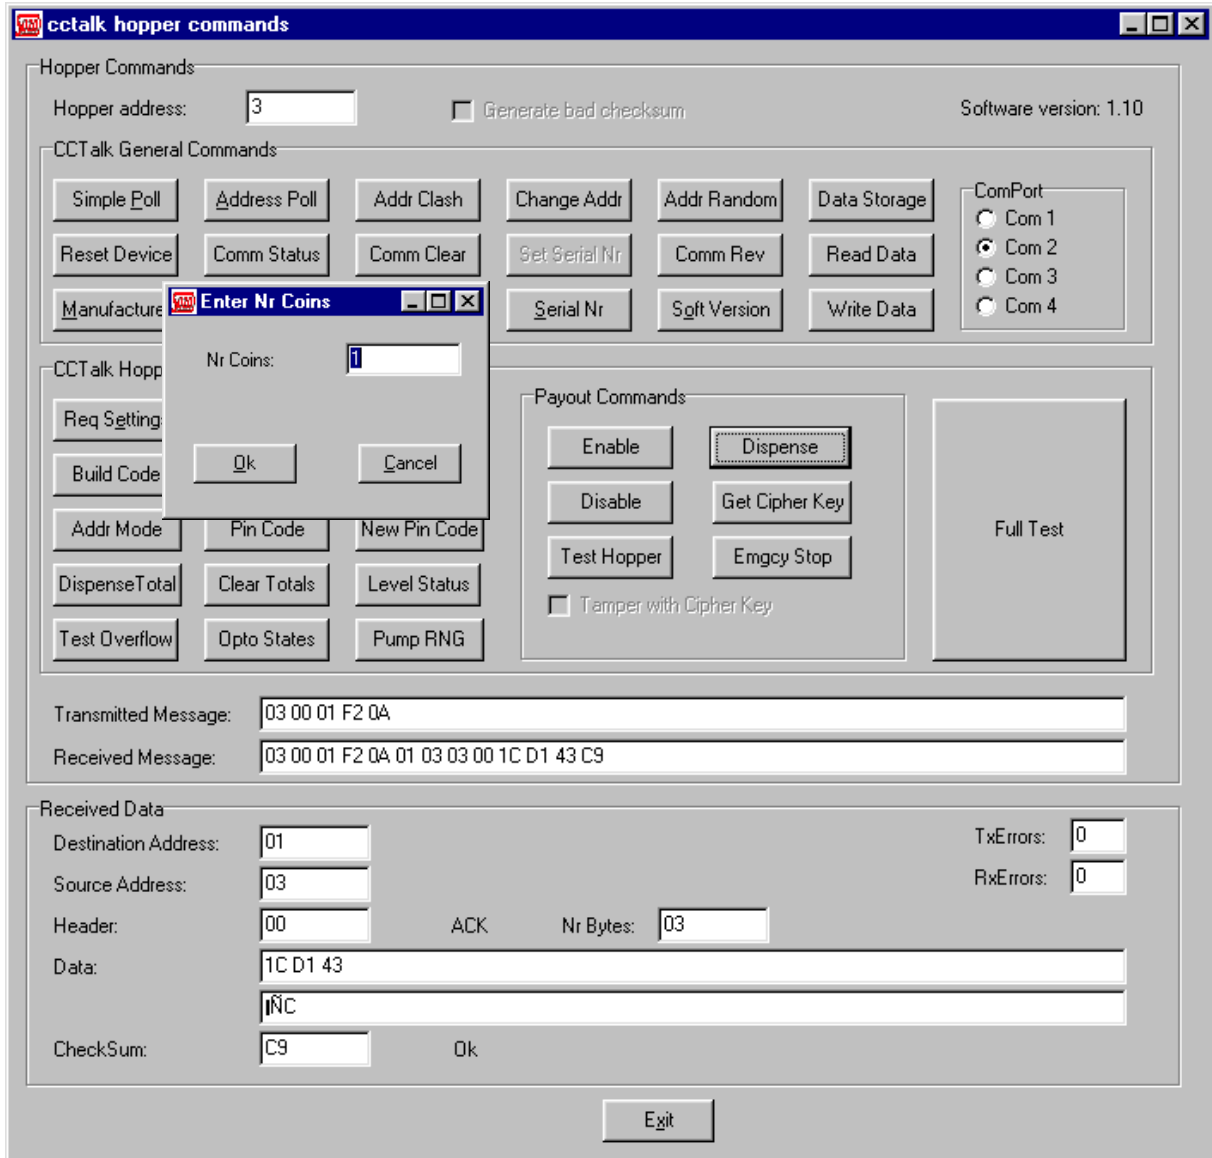 cctalk hopper commands
Hopper Commands
Hopper address: 3 Generate bad checksum Software version: 1.10
CCTalk General Commands
Simple Poll Address Poll Addr Clash Change Addr Addr Random Data Storage
ComPort
Com 1
Reset Device Comm Status Comm Clear Set Serial Nr Comm Rev Read Data
Com 2
Com 3
Manufacture Serial Nr Soft Version Write Data
Com 4
Enter Nr Coins
Nr Coins: 1
Ok Cancel
CCTalk Hopp
Req Setting
Build Code
Addr Mode Pin Code New Pin Code
DispenseTotal Clear Totals Level Status
Test Overflow Opto States Pump RNG
Payout Commands
Enable Dispense
Disable Get Cipher Key
Test Hopper Emgcy Stop
Tamper with Cipher Key
Full Test
Transmitted Message: 03 00 01 F2 0A
Received Message: 03 00 01 F2 0A 01 03 03 00 1C D1 43 C9
Received Data
Destination Address: 01 TxErrors: 0
Source Address: 03 RxErrors: 0
Header: 00 ACK Nr Bytes: 03
Data: 1C D1 43
ÑC
CheckSum: C9 Ok
Exit